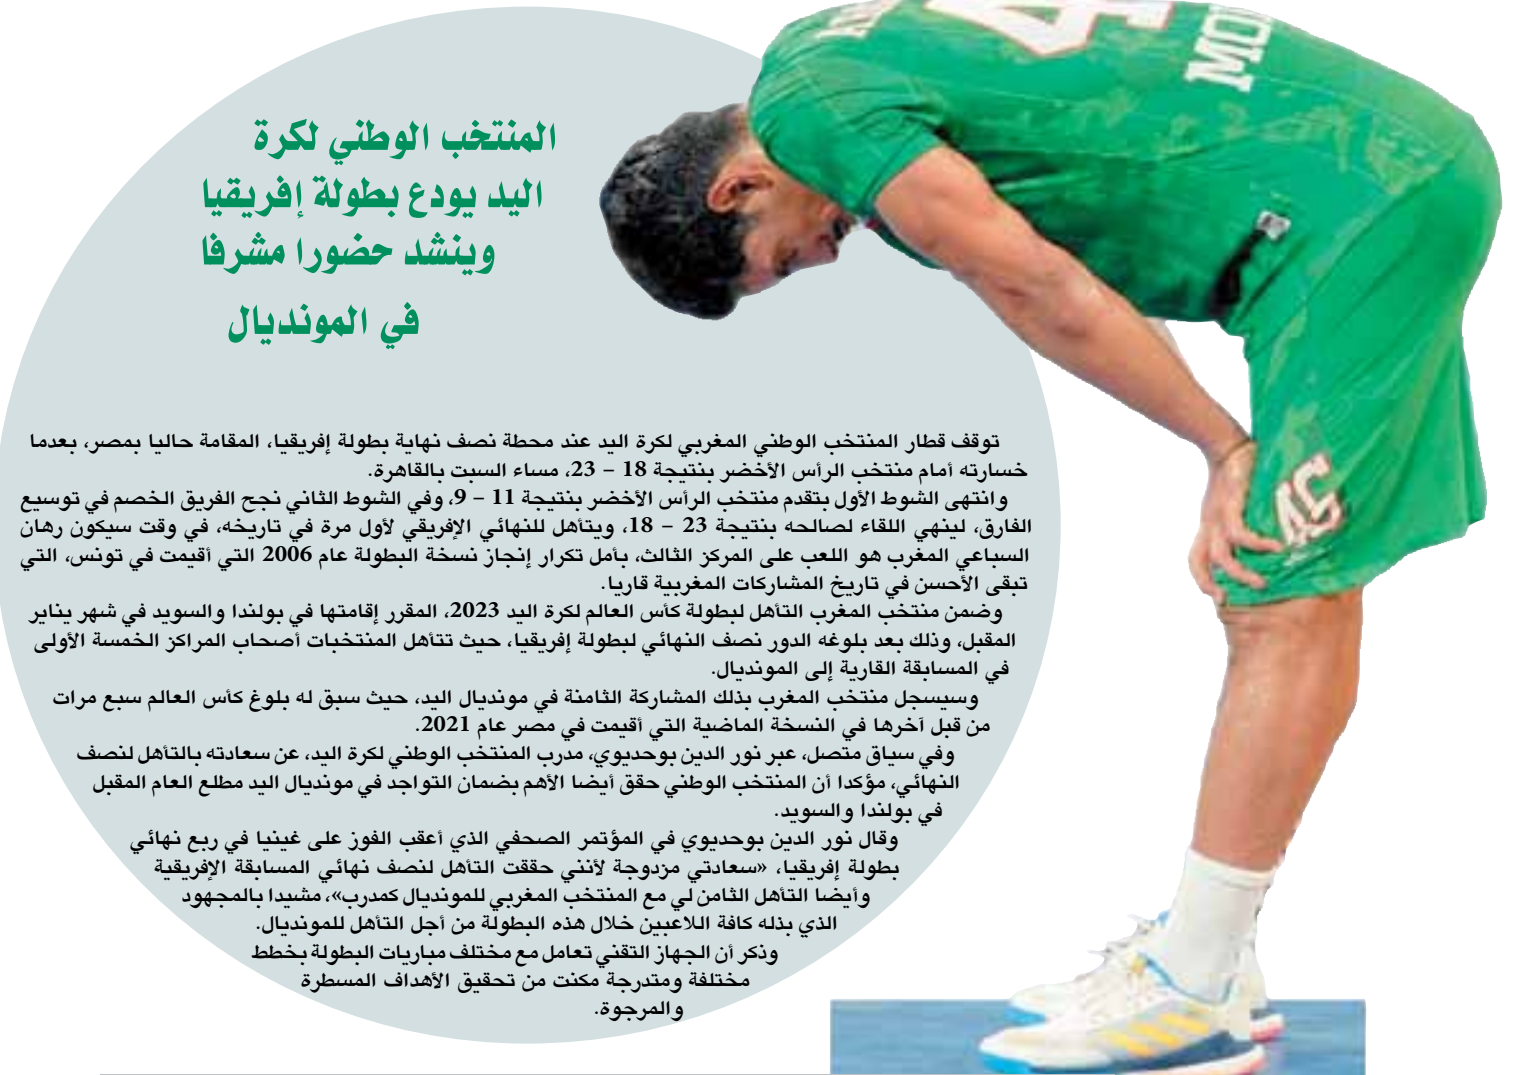 المنتخب الوطني لكرة
اليد يودع بطولة إفريقيا
وينشد حضورا مشرفا
في المونديال
توقف قطار المنتخب الوطني المغربي لكرة اليد عند محطة نصف نهاية بطولة إفريقيا، المقامة حاليا بمصر، بعدما
خسارته أمام منتخب الرأس الأخضر بنتيجة 18 – 23، مساء السبت بالقاهرة.
وانتهى الشوط الأول بتقدم منتخب الرأس الأخضر بنتيجة 11 – 9، وفي الشوط الثاني نجح الفريق الخصم في توسيع
الفارق، لينهي اللقاء لصالحه بنتيجة 23 – 18، ويتأهل للنهائي الإفريقي لأول مرة في تاريخه، في وقت سيكون رهان
السباعي المغرب هو اللعب على المركز الثالث، بأمل تكرار إنجاز نسخة البطولة عام 2006 التي أقيمت في تونس، التي
تبقى الأحسن في تاريخ المشاركات المغربية قاريا.
وضمن منتخب المغرب التأهل لبطولة كأس العالم لكرة اليد 2023، المقرر إقامتها في بولندا والسويد في شهر يناير
المقبل، وذلك بعد بلوغه الدور نصف النهائي لبطولة إفريقيا، حيث تتأهل المنتخبات أصحاب المراكز الخمسة الأولى
في المسابقة القارية إلى المونديال.
وسيسجل منتخب المغرب بذلك المشاركة الثامنة في مونديال اليد، حيث سبق له بلوغ كأس العالم سبع مرات
من قبل آخرها في النسخة الماضية التي أقيمت في مصر عام 2021.
وفي سياق متصل، عبر نور الدين بوحديوي، مدرب المنتخب الوطني لكرة اليد، عن سعادته بالتأهل لنصف
النهائي، مؤكدا أن المنتخب الوطني حقق أيضا الأهم بضمان التواجد في مونديال اليد مطلع العام المقبل
في بولندا والسويد.
وقال نور الدين بوحديوي في المؤتمر الصحفي الذي أعقب الفوز على غينيا في ربع نهائي
بطولة إفريقيا، «سعادتي مزدوجة لأنني حققت التأهل لنصف نهائي المسابقة الإفريقية
وأيضا التأهل الثامن لي مع المنتخب المغربي للمونديال كمدرب»، مشيدا بالمجهود
الذي بذله كافة اللاعبين خلال هذه البطولة من أجل التأهل للمونديال.
وذكر أن الجهاز التقني تعامل مع مختلف مباريات البطولة بخطط
مختلفة ومتدرجة مكنت من تحقيق الأهداف المسطرة
والمرجوة.
45